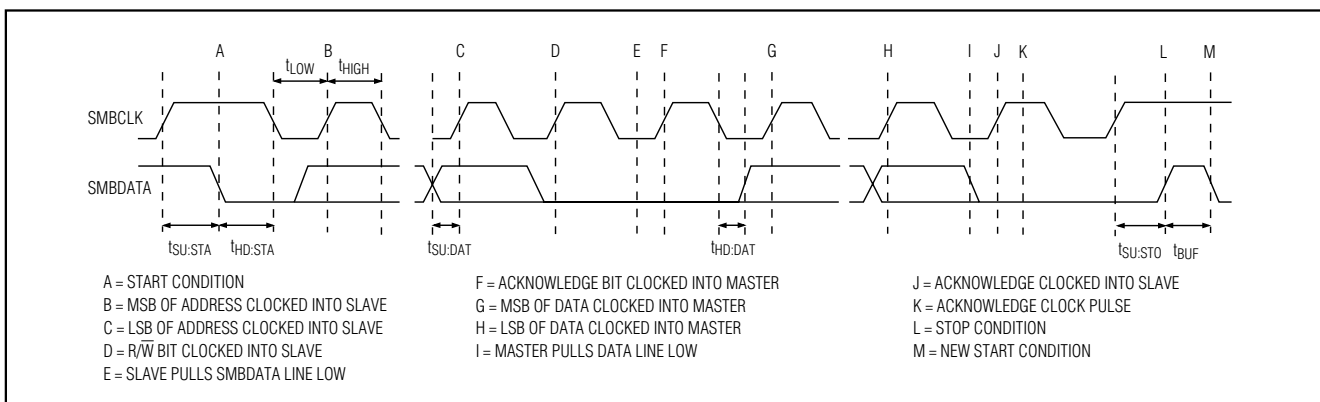 A B C D E F G H I J K L M
tLOW tHIGH
SMBCLK
SMBDATA
tSU:STA tHD:STA tSU:DAT tHD:DAT tSU:STO tBUF
A = START CONDITION
B = MSB OF ADDRESS CLOCKED INTO SLAVE
C = LSB OF ADDRESS CLOCKED INTO SLAVE
D = R/W̅ BIT CLOCKED INTO SLAVE
E = SLAVE PULLS SMBDATA LINE LOW
F = ACKNOWLEDGE BIT CLOCKED INTO MASTER
G = MSB OF DATA CLOCKED INTO MASTER
H = LSB OF DATA CLOCKED INTO MASTER
I = MASTER PULLS DATA LINE LOW
J = ACKNOWLEDGE CLOCKED INTO SLAVE
K = ACKNOWLEDGE CLOCK PULSE
L = STOP CONDITION
M = NEW START CONDITION